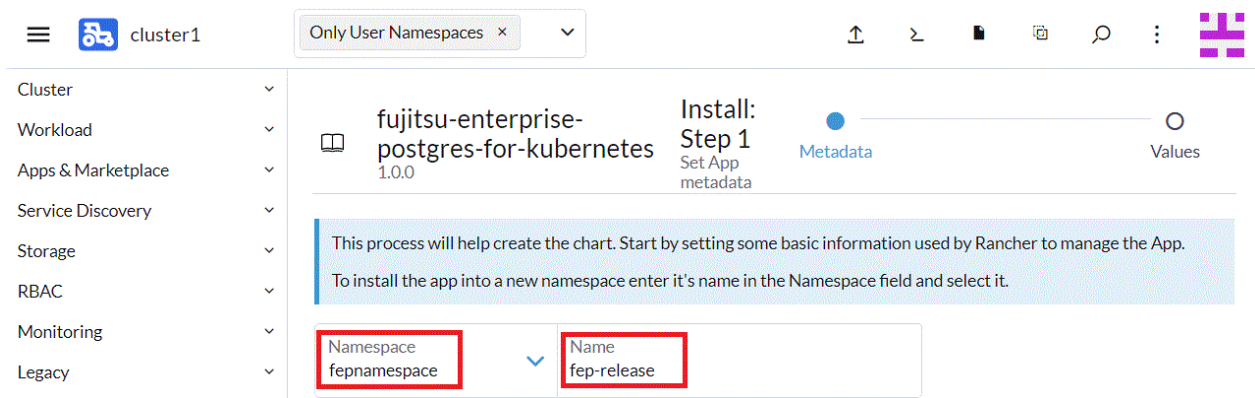 cluster1
Only User Namespaces ×
Cluster
Workload
Apps & Marketplace
Service Discovery
Storage
RBAC
Monitoring
Legacy
fujitsu-enterprise-
postgres-for-kubernetes
1.0.0
Install:
Step 1
Set App
metadata
Metadata
Values
This process will help create the chart. Start by setting some basic information used by Rancher to manage the App.
To install the app into a new namespace enter it's name in the Namespace field and select it.
Namespace
fepnamespace
Name
fep-release